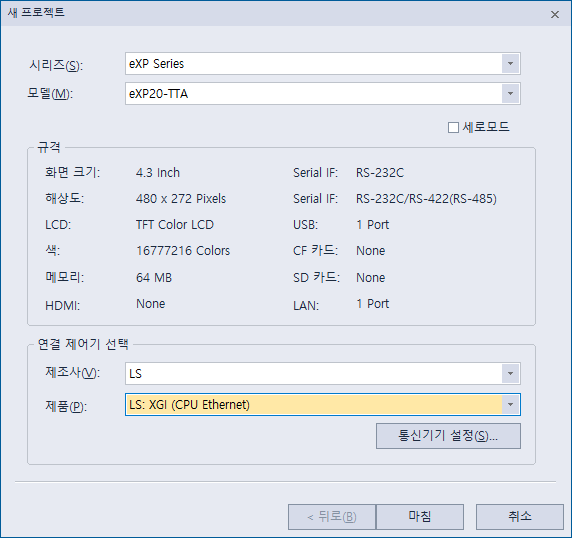 새 프로젝트
시리즈(S): eXP Series
모델(M): eXP20-TTA
세로모드
규격
화면 크기: 4.3 Inch Serial IF: RS-232C
해상도: 480 x 272 Pixels Serial IF: RS-232C/RS-422(RS-485)
LCD: TFT Color LCD USB: 1 Port
색: 16777216 Colors CF 카드: None
메모리: 64 MB SD 카드: None
HDMI: None LAN: 1 Port
연결 제어기 선택
제조사(V): LS
제품(P): LS: XGI (CPU Ethernet)
통신기기 설정(S)...
< 뒤로(B) 마침 취소